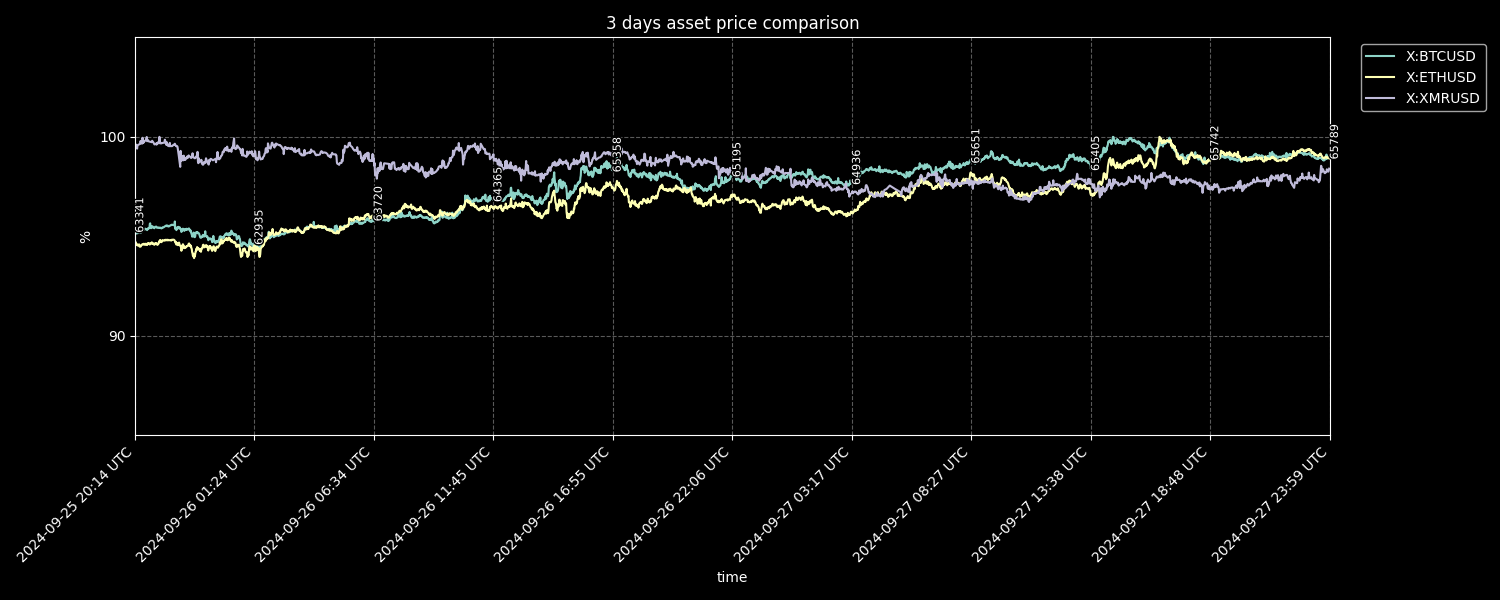 3 days asset price comparison
X:BTCUSD
X:ETHUSD
X:XMRUSD
100
90
%
63341
62935
63720
64365
65358
65195
64936
65651
65405
65742
65789
2024-09-25 20:14 UTC
2024-09-26 01:24 UTC
2024-09-26 06:34 UTC
2024-09-26 11:45 UTC
2024-09-26 16:55 UTC
2024-09-26 22:06 UTC
2024-09-27 03:17 UTC
2024-09-27 08:27 UTC
2024-09-27 13:38 UTC
2024-09-27 18:48 UTC
2024-09-27 23:59 UTC
time